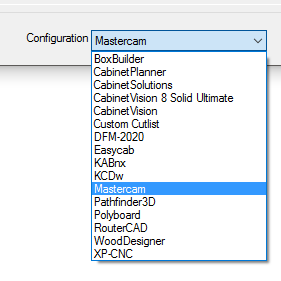 Configuration Mastercam
BoxBuilder
CabinetPlanner
CabinetSolutions
CabinetVision 8 Solid Ultimate
CabinetVision
Custom Cutlist
DFM-2020
Easycab
KABnx
KCDw
Mastercam
Pathfinder3D
Polyboard
RouterCAD
WoodDesigner
XP-CNC